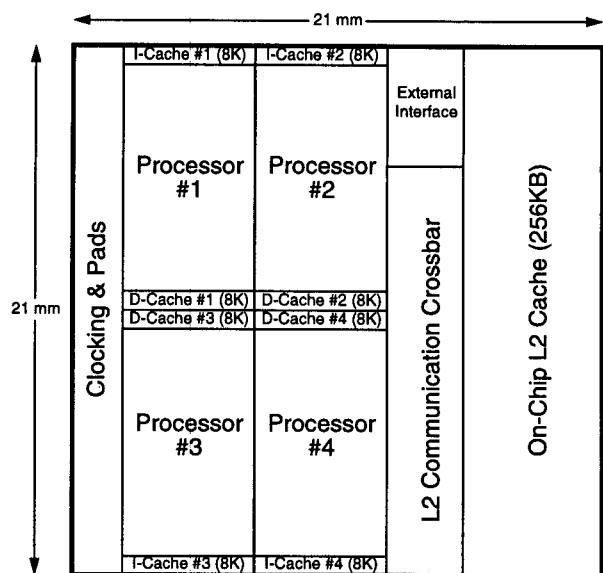 21 mm
I-Cache #1 (8K)
I-Cache #2 (8K)
External
Interface
Processor
#1
Processor
#2
21 mm
Clocking & Pads
D-Cache #1 (8K)
D-Cache #2 (8K)
D-Cache #3 (8K)
D-Cache #4 (8K)
L2 Communication Crossbar
On-Chip L2 Cache (256KB)
Processor
#3
Processor
#4
I-Cache #3 (8K)
I-Cache #4 (8K)